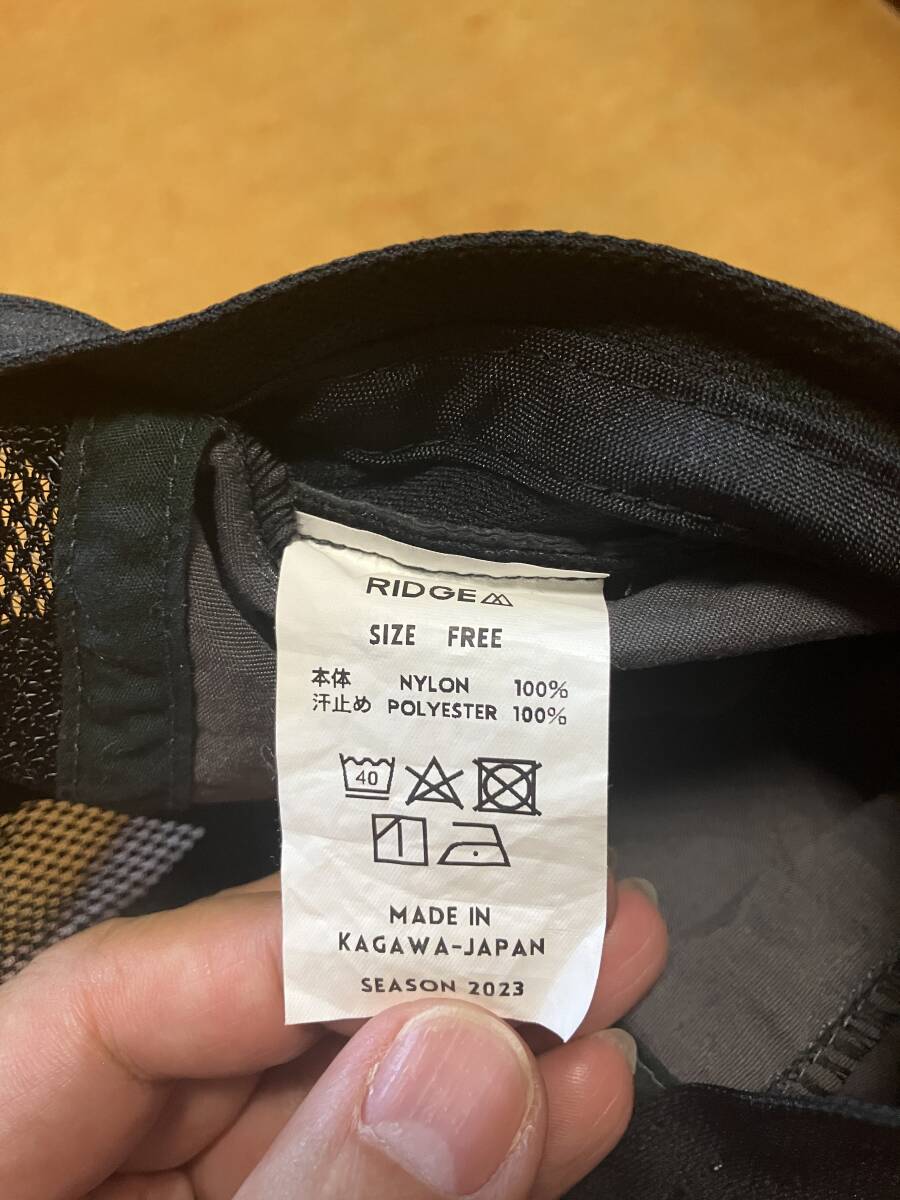 RIDGE
SIZE FREE
本体 NYLON 100%
汗止め POLYESTER 100%
40
MADE IN
KAGAWA-JAPAN
SEASON 2023